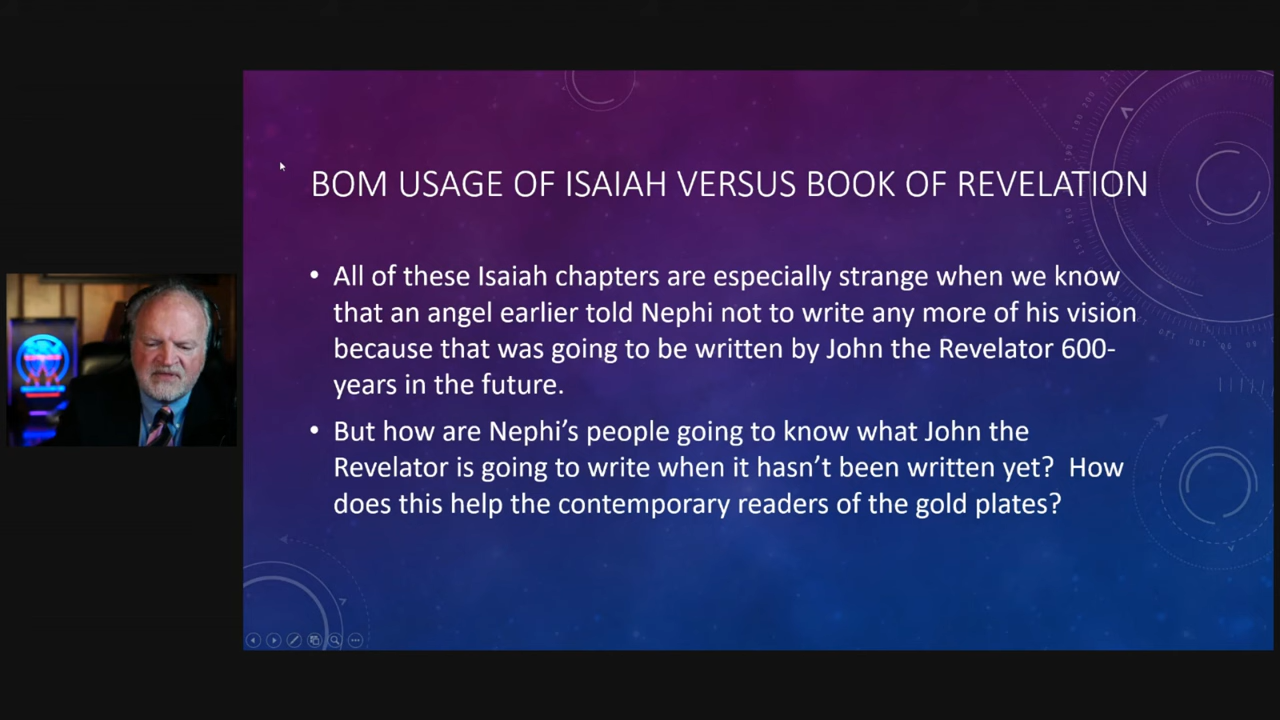 BOM USAGE OF ISAIAH VERSUS BOOK OF REVELATION
• All of these Isaiah chapters are especially strange when we know
that an angel earlier told Nephi not to write any more of his vision
because that was going to be written by John the Revelator 600-
years in the future.
• But how are Nephi’s people going to know what John the
Revelator is going to write when it hasn’t been written yet?  How
does this help the contemporary readers of the gold plates?